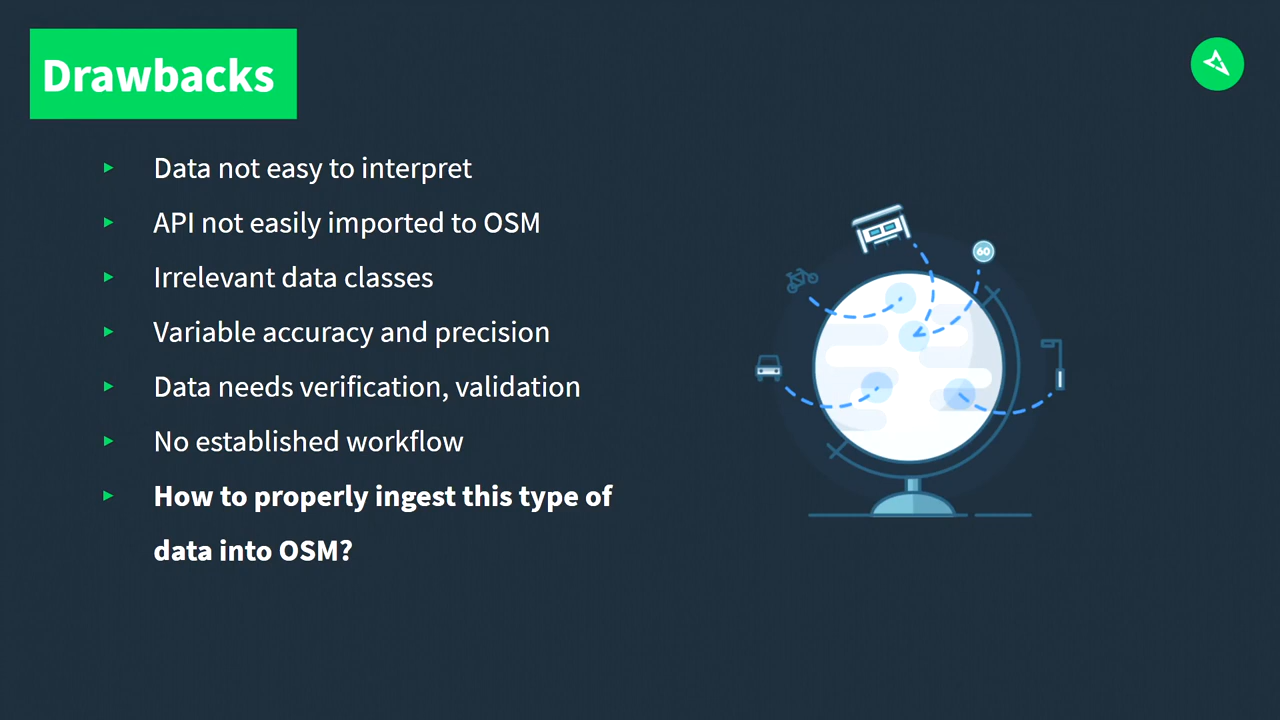 Drawbacks
Data not easy to interpret
API not easily imported to OSM
Irrelevant data classes
Variable accuracy and precision
Data needs verification, validation
No established workflow
How to properly ingest this type of
data into OSM?
60